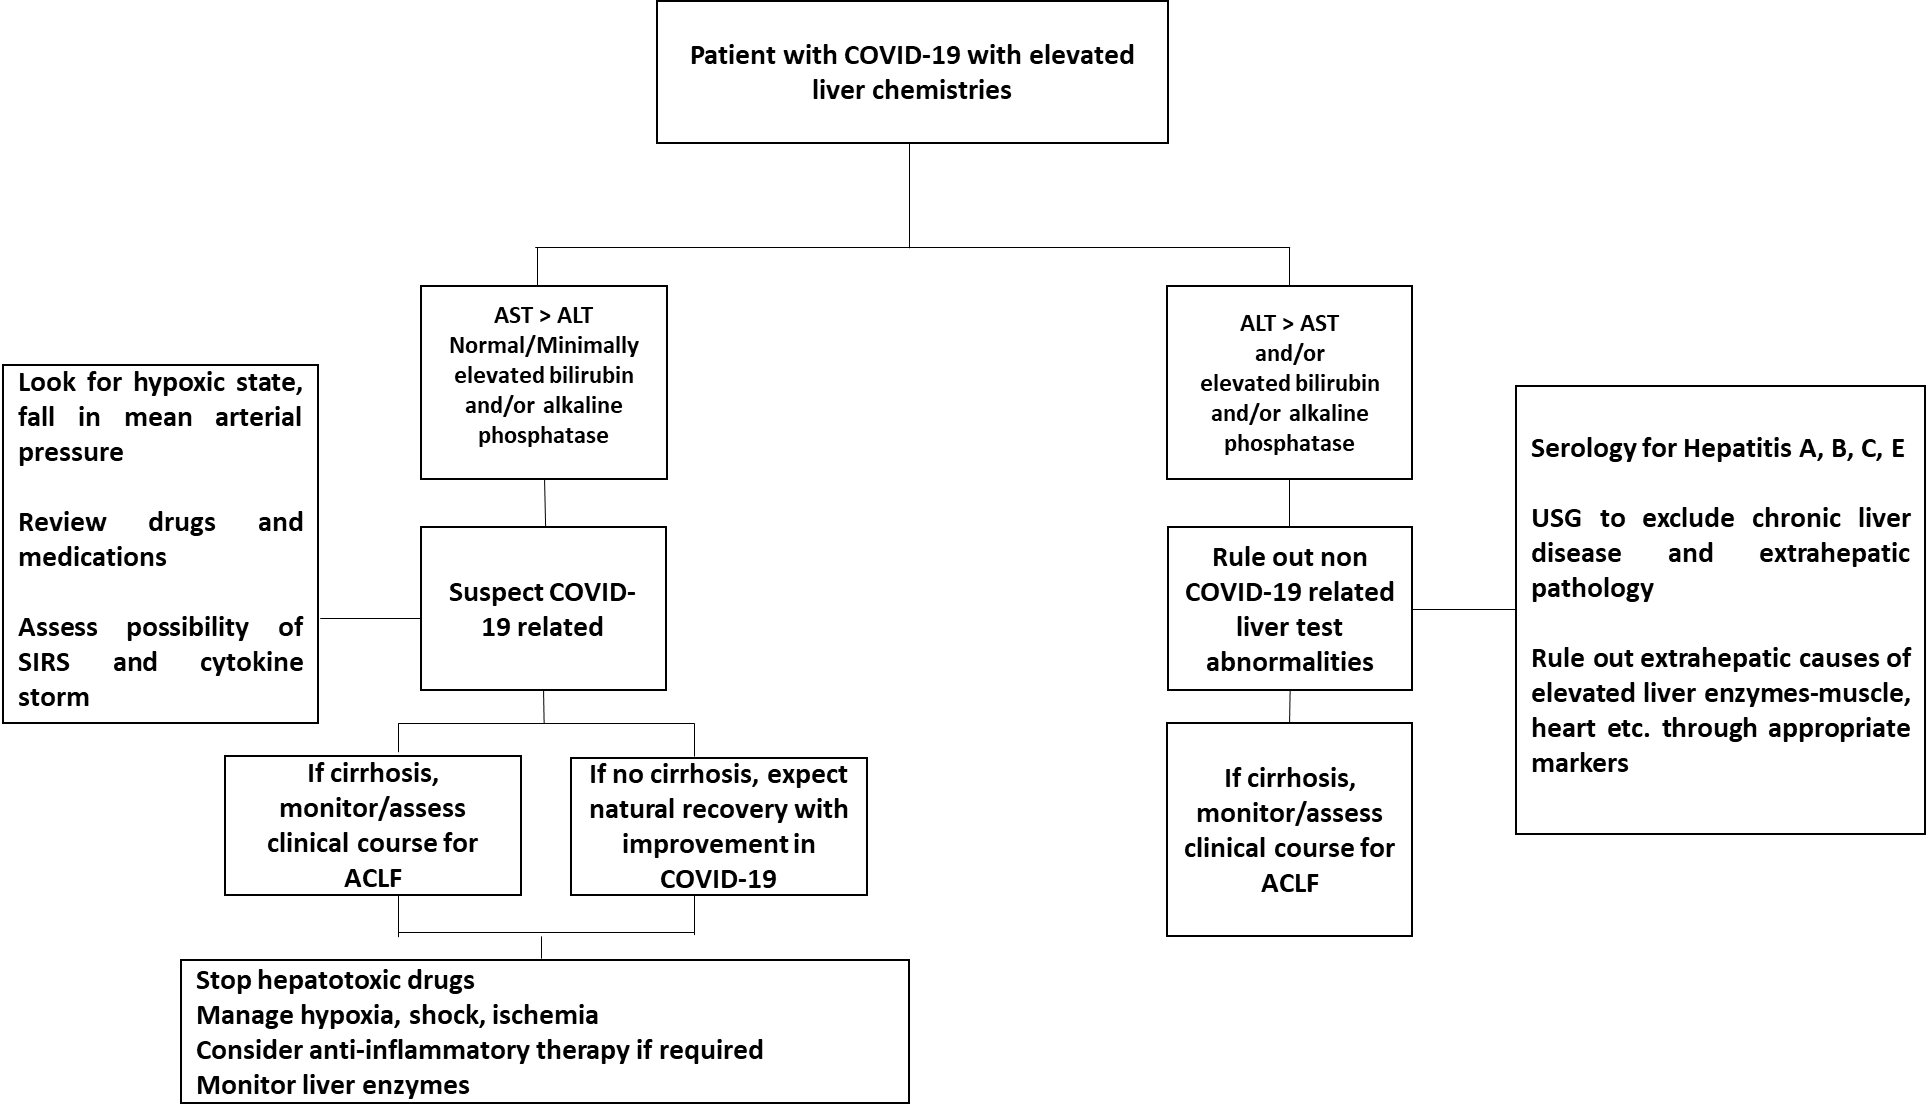 Patient with COVID-19 with elevated
liver chemistries
AST > ALT
Normal/Minimally
elevated bilirubin
and/or alkaline
phosphatase
ALT > AST
and/or
elevated bilirubin
and/or alkaline
phosphatase
Look for hypoxic state,
fall in mean arterial
pressure
Review drugs and
medications
Assess possibility of
SIRS and cytokine
storm
Suspect COVID-
19 related
Rule out non
COVID-19 related
liver test
abnormalities
Serology for Hepatitis A, B, C, E
USG to exclude chronic liver
disease and extrahepatic
pathology
Rule out extrahepatic causes of
elevated liver enzymes-muscle,
heart etc. through appropriate
markers
If cirrhosis,
monitor/assess
clinical course for
ACLF
If no cirrhosis, expect
natural recovery with
improvement in
COVID-19
If cirrhosis,
monitor/assess
clinical course for
ACLF
Stop hepatotoxic drugs
Manage hypoxia, shock, ischemia
Consider anti-inflammatory therapy if required
Monitor liver enzymes